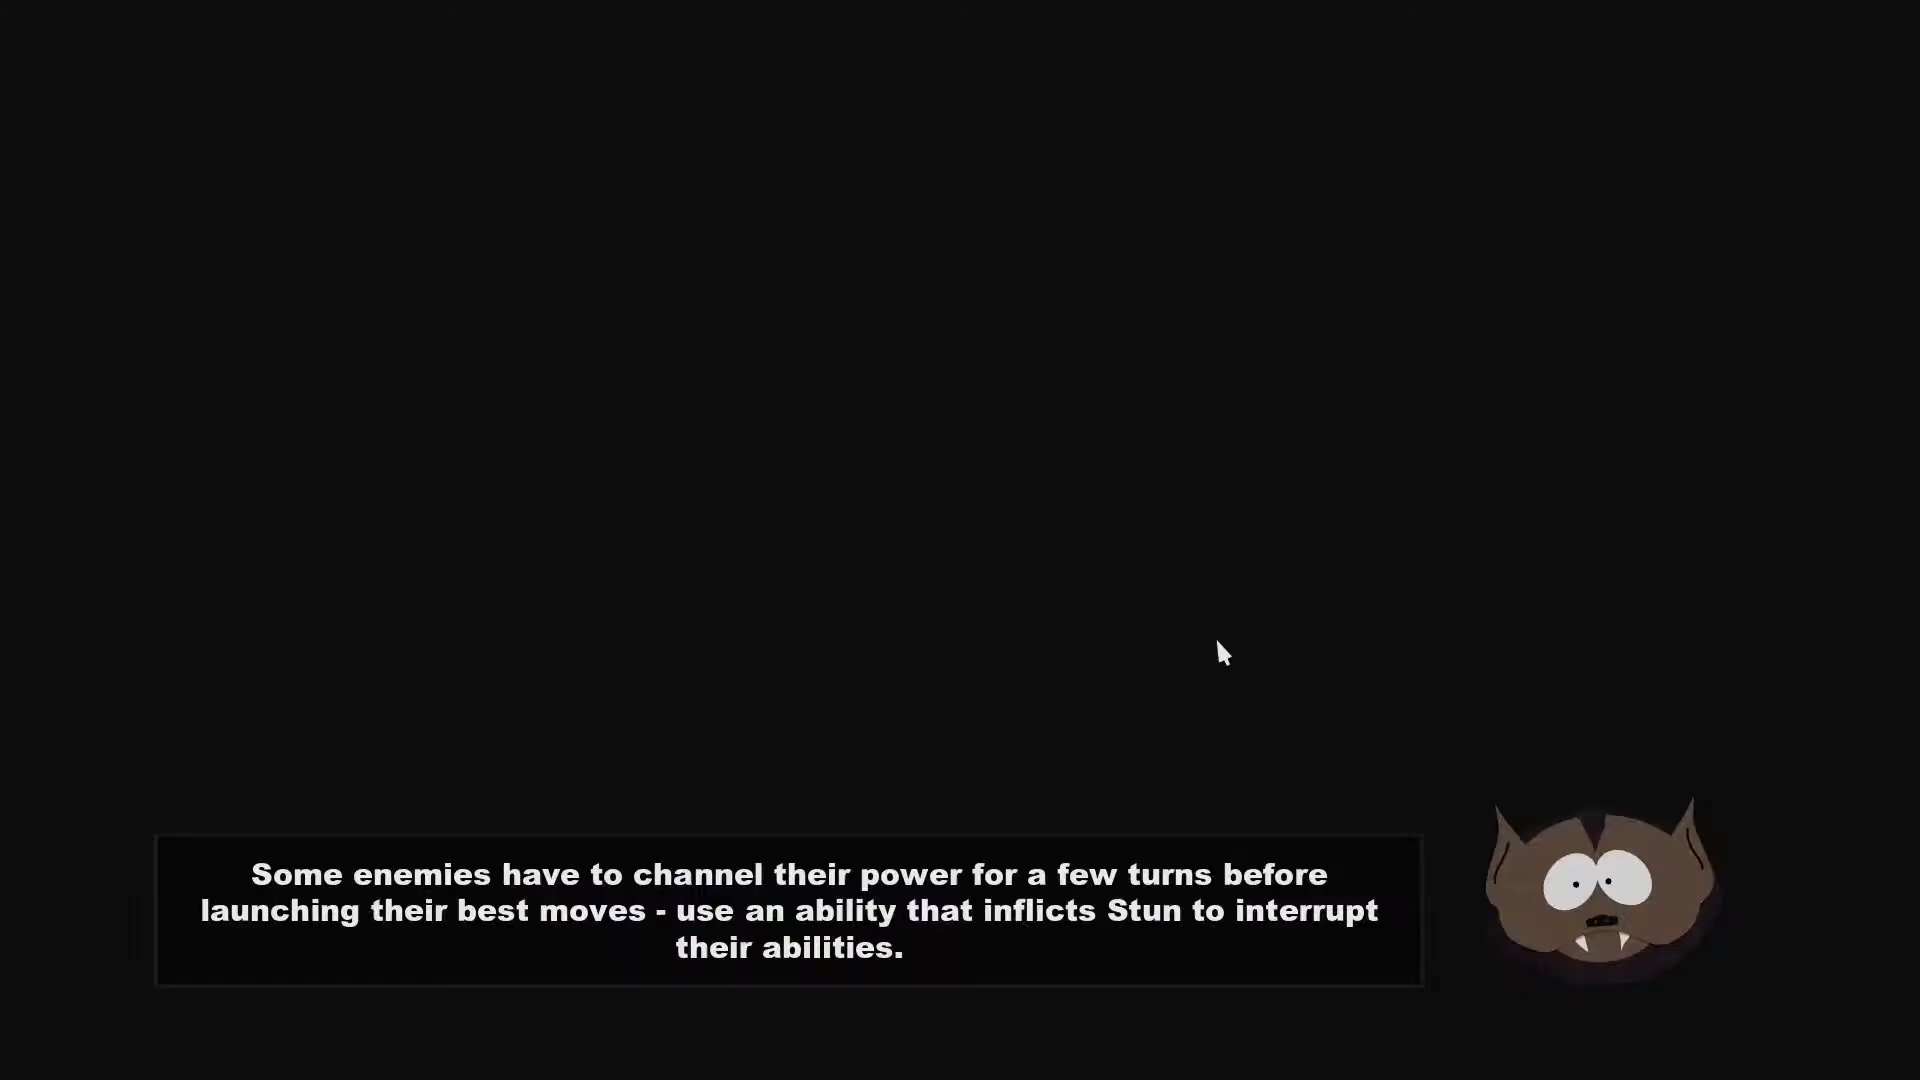 Some enemies have to channel their power for a few turns before
launching their best moves - use an ability that inflicts Stun to interrupt
their abilities.